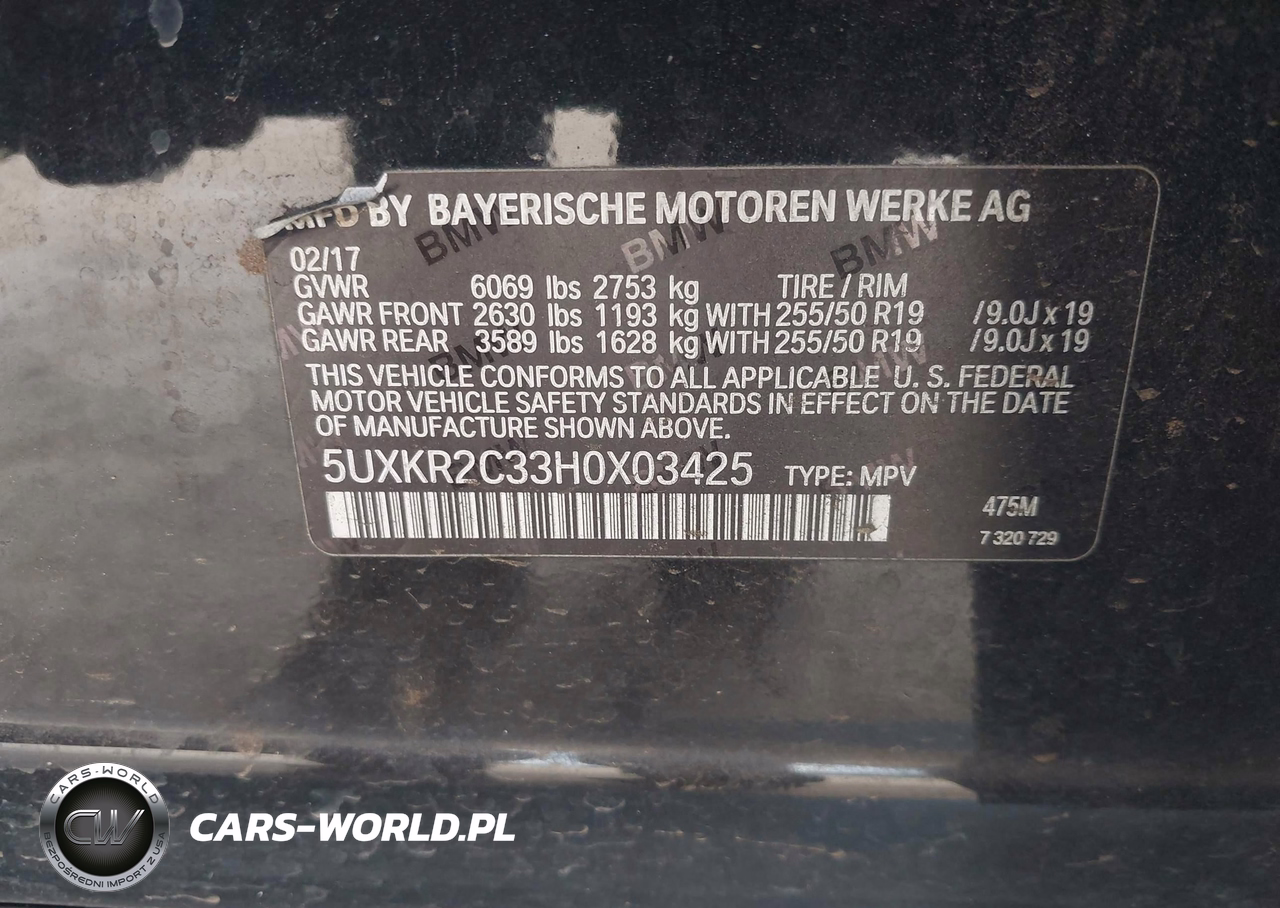 MFD BY BAYERISCHE MOTOREN WERKE AG
02/17
GVWR 6069 lbs 2753 kg TIRE / RIM
GAWR FRONT 2630 lbs 1193 kg WITH 255/50 R19 /9.0J x 19
GAWR REAR 3589 lbs 1628 kg WITH 255/50 R19 /9.0J x 19
THIS VEHICLE CONFORMS TO ALL APPLICABLE U. S. FEDERAL
MOTOR VEHICLE SAFETY STANDARDS IN EFFECT ON THE DATE
OF MANUFACTURE SHOWN ABOVE.
5UXKR2C33H0X03425 TYPE: MPV
475M
7 320 729
BMW BMW BMW
CARS-WORLD
CW
BEZPOŚREDNI IMPORT Z USA
CARS-WORLD.PL